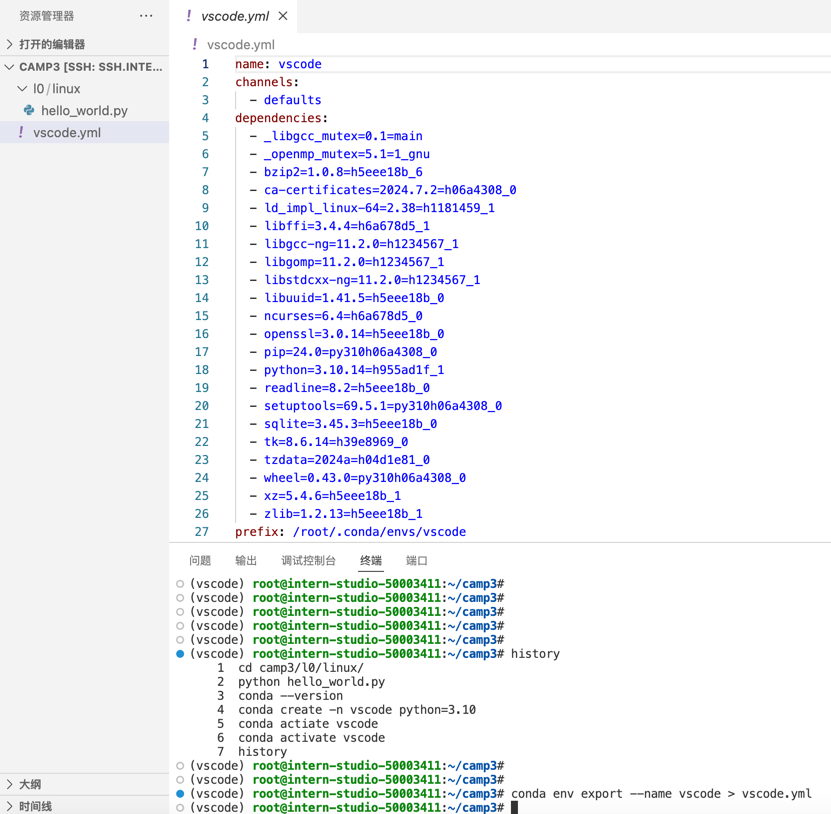 资源管理器
···
打开的编辑器
CAMP3 [SSH: SSH.INTE...
l0 / linux
hello_world.py
! vscode.yml
! vscode.yml ×
! vscode.yml
1 name: vscode
2 channels:
3 - defaults
4 dependencies:
5 - _libgcc_mutex=0.1=main
6 - _openmp_mutex=5.1=1_gnu
7 - bzip2=1.0.8=h5eee18b_6
8 - ca-certificates=2024.7.2=h06a4308_0
9 - ld_impl_linux-64=2.38=h1181459_1
10 - libffi=3.4.4=h6a678d5_1
11 - libgcc-ng=11.2.0=h1234567_1
12 - libgomp=11.2.0=h1234567_1
13 - libstdcxx-ng=11.2.0=h1234567_1
14 - libuuid=1.41.5=h5eee18b_0
15 - ncurses=6.4=h6a678d5_0
16 - openssl=3.0.14=h5eee18b_0
17 - pip=24.0=py310h06a4308_0
18 - python=3.10.14=h955ad1f_1
19 - readline=8.2=h5eee18b_0
20 - setuptools=69.5.1=py310h06a4308_0
21 - sqlite=3.45.3=h5eee18b_0
22 - tk=8.6.14=h39e8969_0
23 - tzdata=2024a=h04d1e81_0
24 - wheel=0.43.0=py310h06a4308_0
25 - xz=5.4.6=h5eee18b_1
26 - zlib=1.2.13=h5eee18b_1
27 prefix: /root/.conda/envs/vscode
问题 输出 调试控制台 终端 端口
(vscode) root@intern-studio-50003411:~/camp3#
(vscode) root@intern-studio-50003411:~/camp3#
(vscode) root@intern-studio-50003411:~/camp3#
(vscode) root@intern-studio-50003411:~/camp3#
(vscode) root@intern-studio-50003411:~/camp3#
(vscode) root@intern-studio-50003411:~/camp3# history
1 cd camp3/l0/linux/
2 python hello_world.py
3 conda --version
4 conda create -n vscode python=3.10
5 conda actiate vscode
6 conda activate vscode
7 history
(vscode) root@intern-studio-50003411:~/camp3#
(vscode) root@intern-studio-50003411:~/camp3#
(vscode) root@intern-studio-50003411:~/camp3# conda env export --name vscode > vscode.yml
(vscode) root@intern-studio-50003411:~/camp3#
大纲
时间线